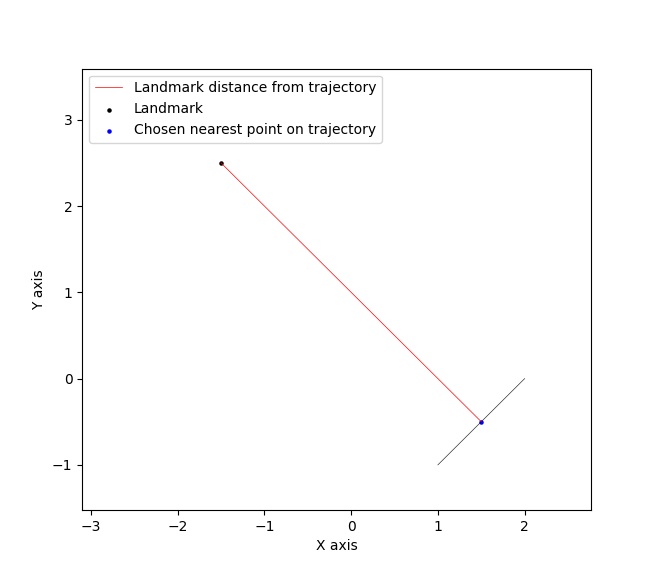 Landmark distance from trajectory
Landmark
Chosen nearest point on trajectory
3
2
1
0
−1
Y axis
−3
−2
−1
0
1
2
X axis